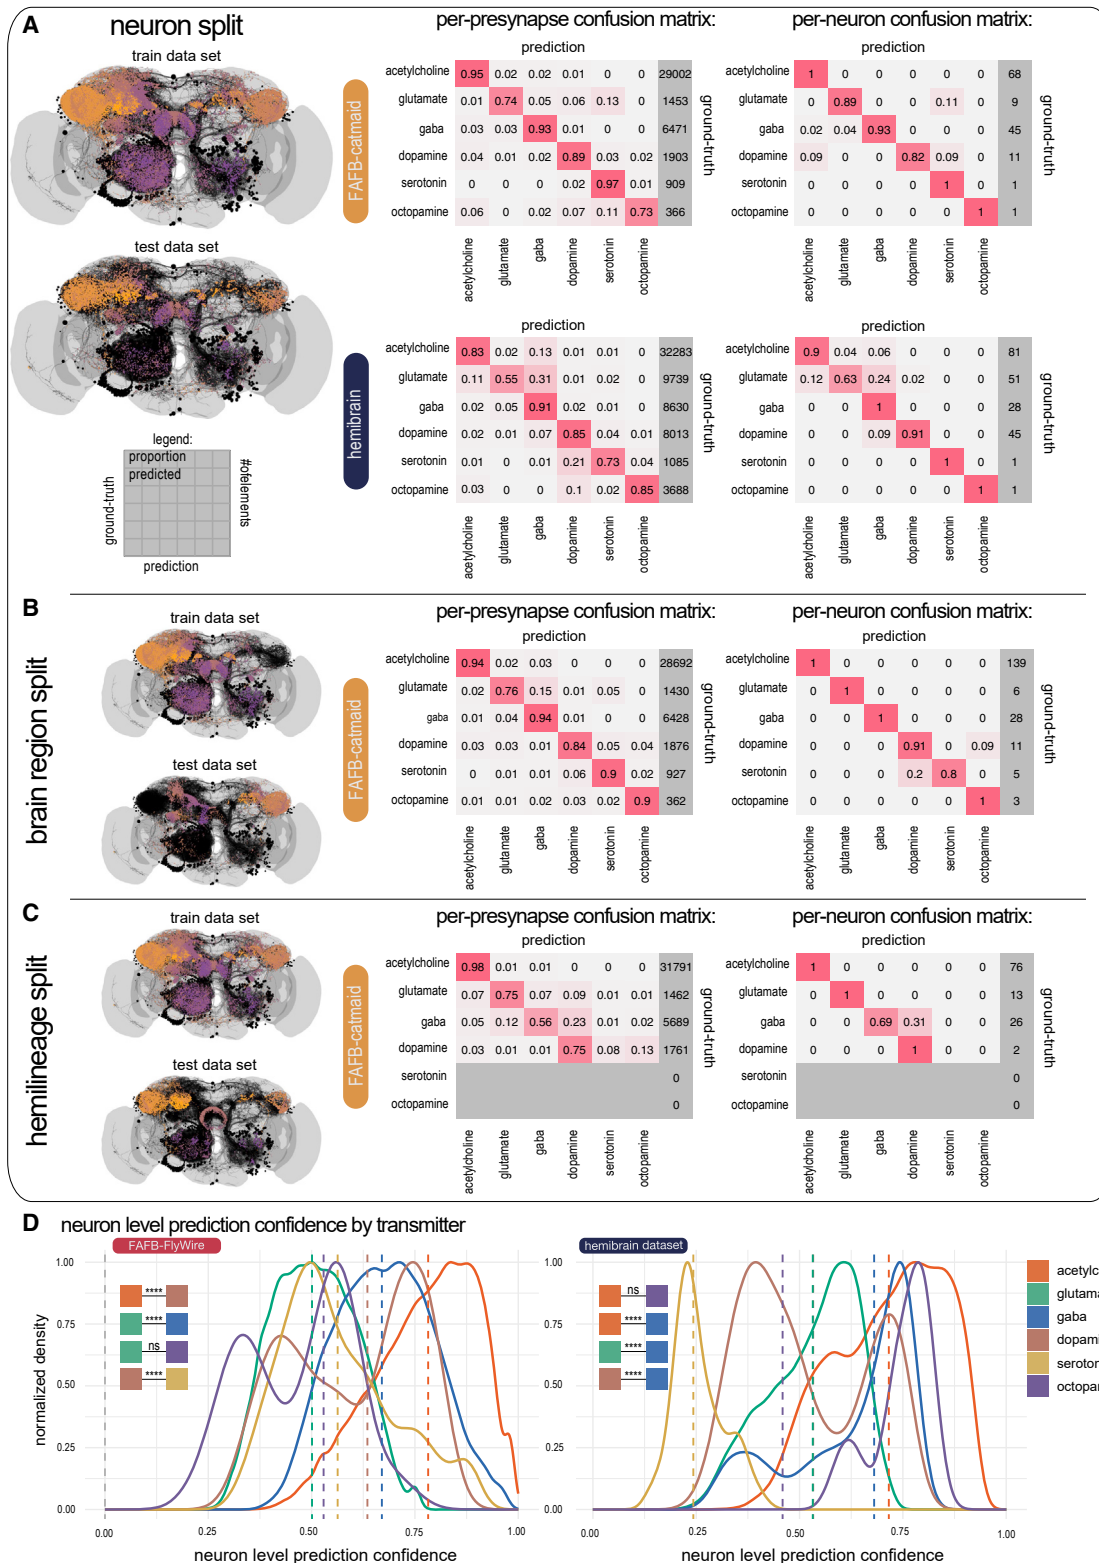 A
neuron split
train data set
test data set
legend:
proportion
predicted
ground-truth
#ofelements
prediction
FAFB-catmaid
per-presynapse confusion matrix:
prediction
acetylcholine 0.95 0.02 0.02 0.01 0 0 29002
glutamate 0.01 0.74 0.05 0.06 0.13 0 1453
gaba 0.03 0.03 0.93 0.01 0 0 6471
dopamine 0.04 0.01 0.02 0.89 0.03 0.02 1903
serotonin 0 0 0 0.02 0.97 0.01 909
octopamine 0.06 0 0.02 0.07 0.11 0.73 366
ground-truth
acetylcholine glutamate gaba dopamine serotonin octopamine
per-neuron confusion matrix:
prediction
acetylcholine 1 0 0 0 0 0 68
glutamate 0 0.89 0 0 0.11 0 9
gaba 0.02 0.04 0.93 0 0 0 45
dopamine 0.09 0 0 0.82 0.09 0 11
serotonin 0 0 0 0 1 0 1
octopamine 0 0 0 0 0 1 1
ground-truth
acetylcholine glutamate gaba dopamine serotonin octopamine
hemibrain
prediction
acetylcholine 0.83 0.02 0.13 0.01 0.01 0 32283
glutamate 0.11 0.55 0.31 0.01 0.02 0 9739
gaba 0.02 0.05 0.91 0.02 0.01 0 8630
dopamine 0.02 0.01 0.07 0.85 0.04 0.01 8013
serotonin 0.01 0 0.01 0.21 0.73 0.04 1085
octopamine 0.03 0 0 0.1 0.02 0.85 3688
ground-truth
acetylcholine glutamate gaba dopamine serotonin octopamine
prediction
acetylcholine 0.9 0.04 0.06 0 0 0 81
glutamate 0.12 0.63 0.24 0.02 0 0 51
gaba 0 0 1 0 0 0 28
dopamine 0 0 0.09 0.91 0 0 45
serotonin 0 0 0 0 1 0 1
octopamine 0 0 0 0 0 1 1
ground-truth
acetylcholine glutamate gaba dopamine serotonin octopamine
B
brain region split
train data set
test data set
FAFB-catmaid
per-presynapse confusion matrix:
prediction
acetylcholine 0.94 0.02 0.03 0 0 0 28692
glutamate 0.02 0.76 0.15 0.01 0.05 0 1430
gaba 0.01 0.04 0.94 0.01 0 0 6428
dopamine 0.03 0.03 0.01 0.84 0.05 0.04 1876
serotonin 0 0.01 0.01 0.06 0.9 0.02 927
octopamine 0.01 0.01 0.02 0.03 0.02 0.9 362
ground-truth
acetylcholine glutamate gaba dopamine serotonin octopamine
per-neuron confusion matrix:
prediction
acetylcholine 1 0 0 0 0 0 139
glutamate 0 1 0 0 0 0 6
gaba 0 0 1 0 0 0 28
dopamine 0 0 0 0.91 0 0.09 11
serotonin 0 0 0 0.2 0.8 0 5
octopamine 0 0 0 0 0 1 3
ground-truth
acetylcholine glutamate gaba dopamine serotonin octopamine
C
hemilineage split
train data set
test data set
FAFB-catmaid
per-presynapse confusion matrix:
prediction
acetylcholine 0.98 0.01 0.01 0 0 0 31791
glutamate 0.07 0.75 0.07 0.09 0.01 0.01 1462
gaba 0.05 0.12 0.56 0.23 0.01 0.02 5689
dopamine 0.03 0.01 0.01 0.75 0.08 0.13 1761
serotonin 0
octopamine 0
ground-truth
acetylcholine glutamate gaba dopamine serotonin octopamine
per-neuron confusion matrix:
prediction
acetylcholine 1 0 0 0 0 0 76
glutamate 0 1 0 0 0 0 13
gaba 0 0 0.69 0.31 0 0 26
dopamine 0 0 0 1 0 0 2
serotonin 0
octopamine 0
ground-truth
acetylcholine glutamate gaba dopamine serotonin octopamine
D neuron level prediction confidence by transmitter
FAFB-FlyWire
normalized density
1.00
0.75
0.50
0.25
0.00
****
****
ns
****
0.00 0.25 0.50 0.75 1.00
neuron level prediction confidence
hemibrain dataset
1.00
0.75
0.50
0.25
0.00
ns
****
****
****
0.00 0.25 0.50 0.75 1.00
neuron level prediction confidence
acetylc
glutama
gaba
dopami
seroton
octopa